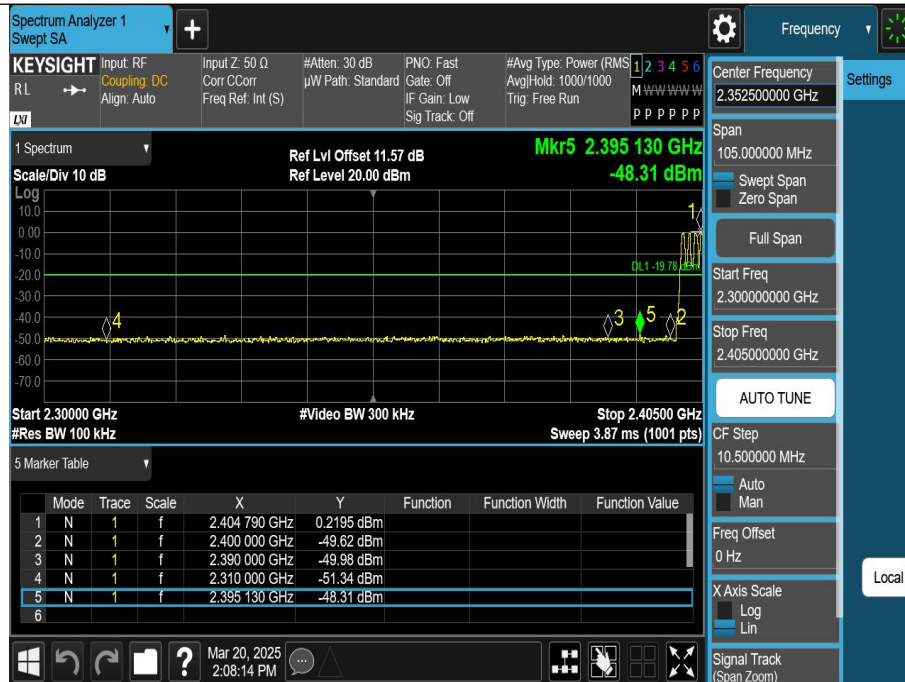 Spectrum Analyzer 1
Swept SA
+
Frequency
KEYSIGHT
RL
LXI
Input: RF
Coupling: DC
Align: Auto
Input Z: 50 Ω
Corr CCorr
Freq Ref: Int (S)
#Atten: 30 dB
µW Path: Standard
PNO: Fast
Gate: Off
IF Gain: Low
Sig Track: Off
#Avg Type: Power (RMS
Avg|Hold: 1000/1000
Trig: Free Run
1 2 3 4 5 6
M W W W W W
P P P P P P
1 Spectrum
Scale/Div 10 dB
Ref Lvl Offset 11.57 dB
Ref Level 20.00 dBm
Mkr5 2.395 130 GHz
-48.31 dBm
Log
10.0
0.00
-10.0
-20.0
-30.0
-40.0
-50.0
-60.0
-70.0
1
DL1 -19.78 dBm
4
3
5
2
Start 2.30000 GHz
#Video BW 300 kHz
Stop 2.40500 GHz
#Res BW 100 kHz
Sweep 3.87 ms (1001 pts)
5 Marker Table
Mode Trace Scale X Y Function Function Width Function Value
1 N 1 f 2.404 790 GHz 0.2195 dBm
2 N 1 f 2.400 000 GHz -49.62 dBm
3 N 1 f 2.390 000 GHz -49.98 dBm
4 N 1 f 2.310 000 GHz -51.34 dBm
5 N 1 f 2.395 130 GHz -48.31 dBm
6
?
Mar 20, 2025
2:08:14 PM
Center Frequency
2.352500000 GHz
Settings
Span
105.000000 MHz
Swept Span
Zero Span
Full Span
Start Freq
2.300000000 GHz
Stop Freq
2.405000000 GHz
AUTO TUNE
CF Step
10.500000 MHz
Auto
Man
Freq Offset
0 Hz
Local
X Axis Scale
Log
Lin
Signal Track
(Span Zoom)